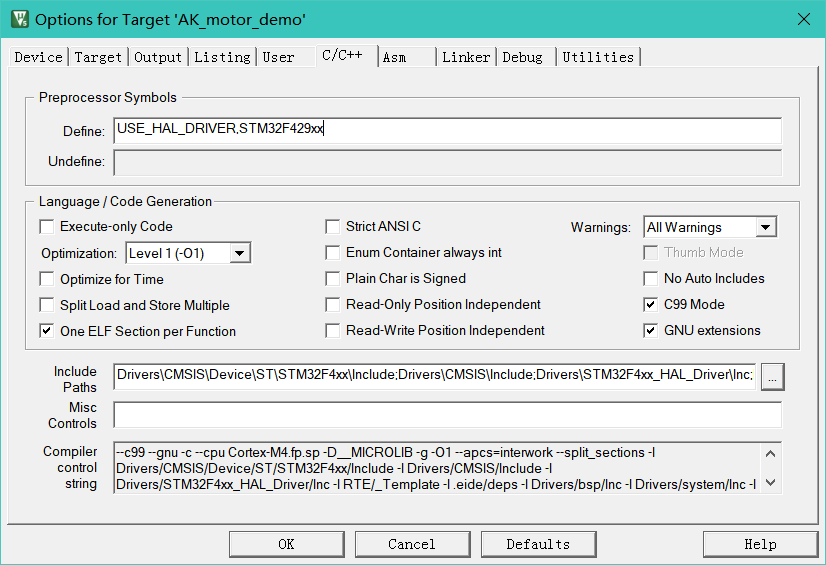 Options for Target 'AK_motor_demo'
Device Target Output Listing User C/C++ Asm Linker Debug Utilities
Preprocessor Symbols
Define: USE_HAL_DRIVER,STM32F429xx
Undefine:
Language / Code Generation
Execute-only Code Strict ANSI C Warnings: All Warnings
Optimization: Level 1 (-O1) Enum Container always int Thumb Mode
Optimize for Time Plain Char is Signed No Auto Includes
Split Load and Store Multiple Read-Only Position Independent C99 Mode
One ELF Section per Function Read-Write Position Independent GNU extensions
Include
Paths
Drivers\CMSIS\Device\ST\STM32F4xx\Include;Drivers\CMSIS\Include;Drivers\STM32F4xx_HAL_Driver\Inc; ...
Misc
Controls
Compiler
control
string
--c99 --gnu -c --cpu Cortex-M4.fp.sp -D__MICROLIB -g -O1 --apcs=interwork --split_sections -I
Drivers/CMSIS/Device/ST/STM32F4xx/Include -I Drivers/CMSIS/Include -I
Drivers/STM32F4xx_HAL_Driver/Inc -I RTE/_Template -I .eide/deps -I Drivers/bsp/Inc -I Drivers/system/Inc -I
OK Cancel Defaults Help